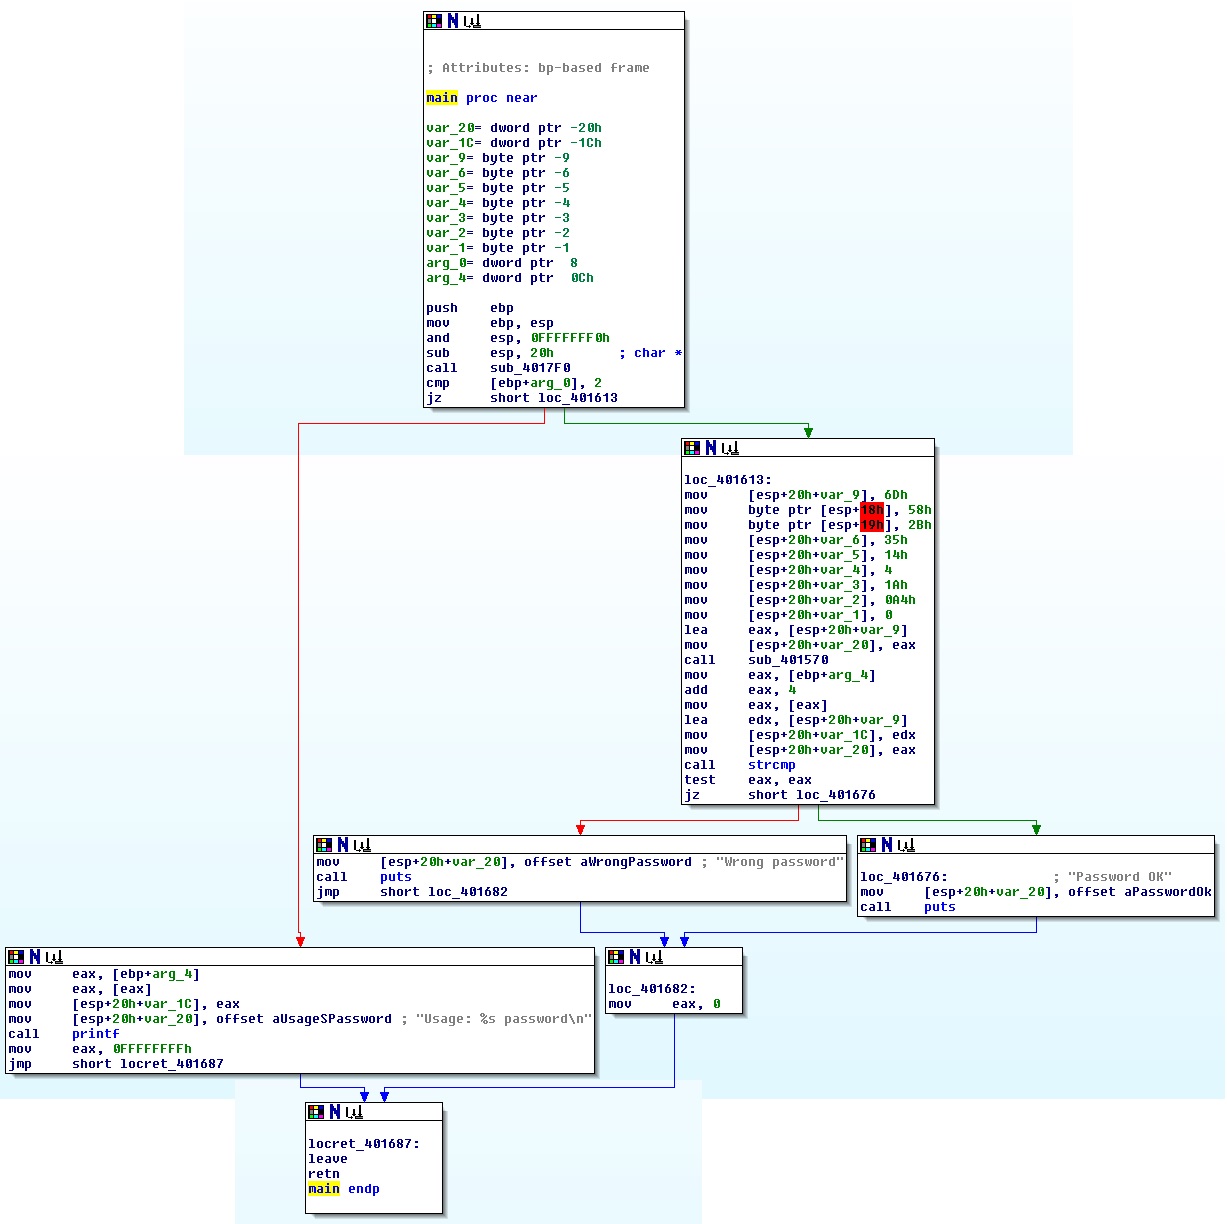 ; Attributes: bp-based frame
main proc near
var_20= dword ptr -20h
var_1C= dword ptr -1Ch
var_9= byte ptr -9
var_6= byte ptr -6
var_5= byte ptr -5
var_4= byte ptr -4
var_3= byte ptr -3
var_2= byte ptr -2
var_1= byte ptr -1
arg_0= dword ptr  8
arg_4= dword ptr  0Ch
push    ebp
mov     ebp, esp
and     esp, 0FFFFFFF0h
sub     esp, 20h        ; char *
call    sub_4017F0
cmp     [ebp+arg_0], 2
jz      short loc_401613
loc_401613:
mov     [esp+20h+var_9], 6Dh
mov     byte ptr [esp+18h], 58h
mov     byte ptr [esp+19h], 2Bh
mov     [esp+20h+var_6], 35h
mov     [esp+20h+var_5], 14h
mov     [esp+20h+var_4], 4
mov     [esp+20h+var_3], 1Ah
mov     [esp+20h+var_2], 0A4h
mov     [esp+20h+var_1], 0
lea     eax, [esp+20h+var_9]
mov     [esp+20h+var_20], eax
call    sub_401570
mov     eax, [ebp+arg_4]
add     eax, 4
mov     eax, [eax]
lea     edx, [esp+20h+var_9]
mov     [esp+20h+var_1C], edx
mov     [esp+20h+var_20], eax
call    strcmp
test    eax, eax
jz      short loc_401676
mov     [esp+20h+var_20], offset aWrongPassword ; "Wrong password"
call    puts
jmp     short loc_401682
loc_401676:             ; "Password OK"
mov     [esp+20h+var_20], offset aPasswordOk
call    puts
mov     eax, [ebp+arg_4]
mov     eax, [eax]
mov     [esp+20h+var_1C], eax
mov     [esp+20h+var_20], offset aUsageSPassword ; "Usage: %s password\n"
call    printf
mov     eax, 0FFFFFFFFh
jmp     short locret_401687
loc_401682:
mov     eax, 0
locret_401687:
leave
retn
main endp